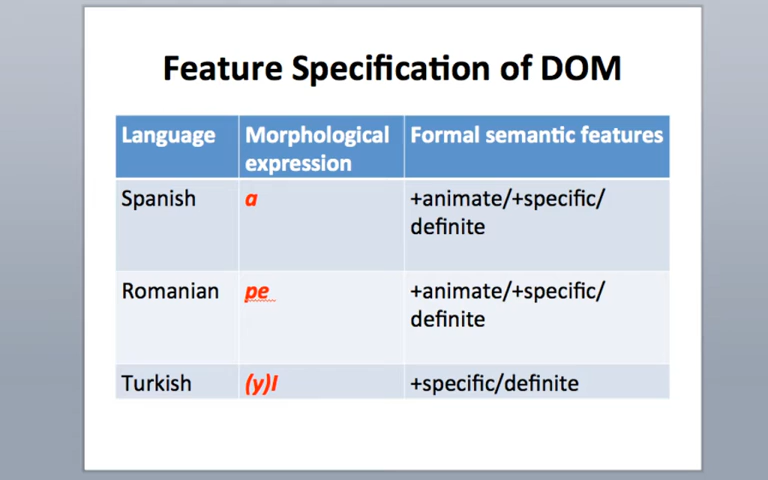 Feature Specification of DOM
Language Morphological expression Formal semantic features
Spanish a +animate/+specific/
definite
Romanian pe +animate/+specific/
definite
Turkish (y)I +specific/definite